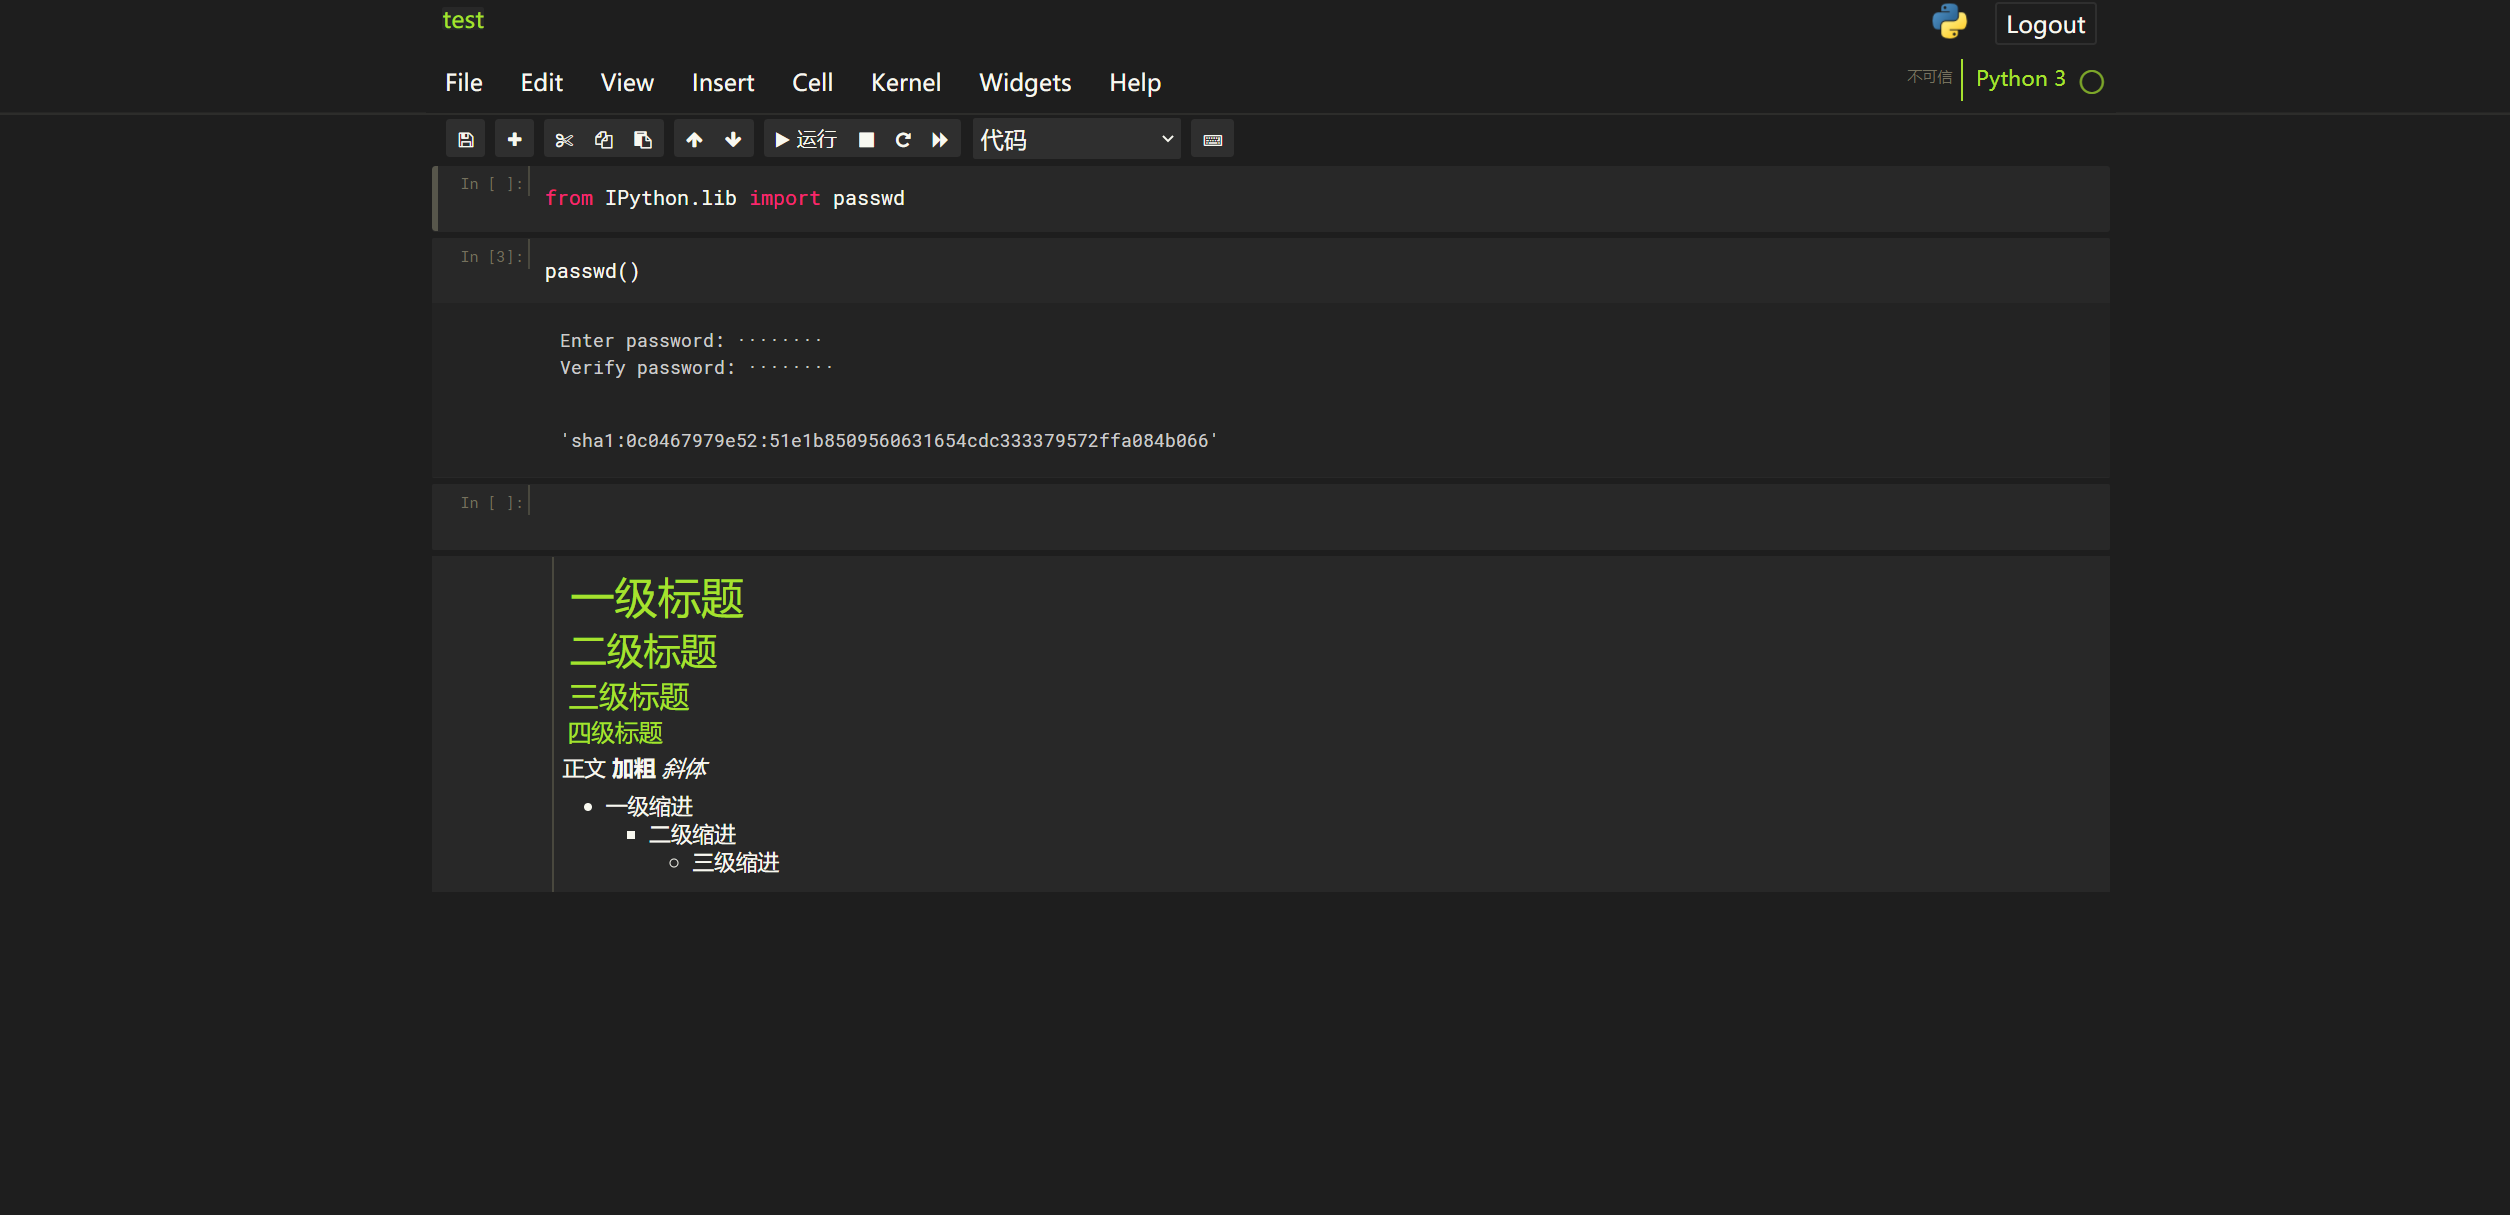 test
Logout
File Edit View Insert Cell Kernel Widgets Help
不可信 Python 3
运行 代码
In [ ]: from IPython.lib import passwd
In [3]: passwd()
Enter password: ········
Verify password: ········
'sha1:0c0467979e52:51e1b8509560631654cdc333379572ffa084b066'
In [ ]:
一级标题
二级标题
三级标题
四级标题
正文 加粗 斜体
一级缩进
二级缩进
三级缩进